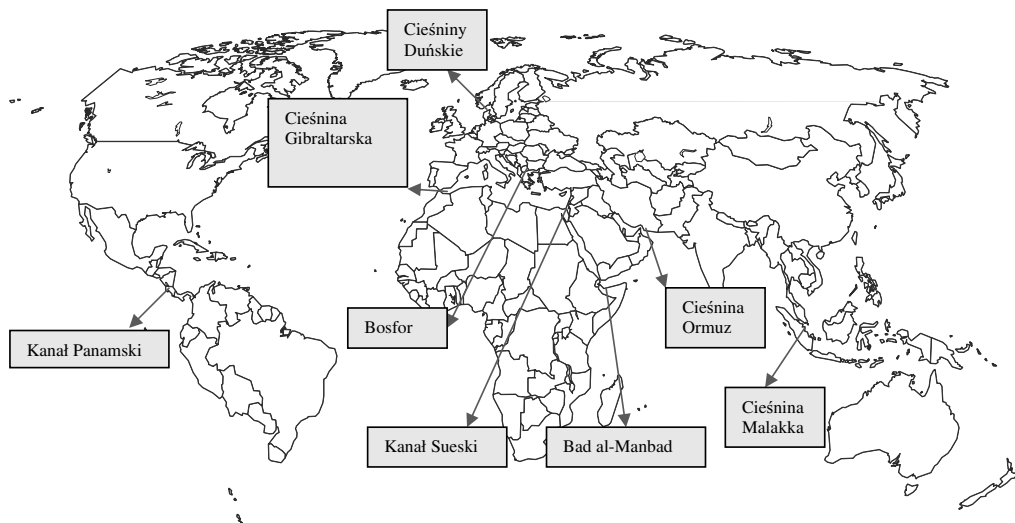 Cieśniny
Duńskie
Cieśnina
Gibraltarska
Bosfor
Cieśnina
Ormuz
Kanał Panamski
Cieśnina
Malakka
Kanał Sueski
Bad al-Manbad